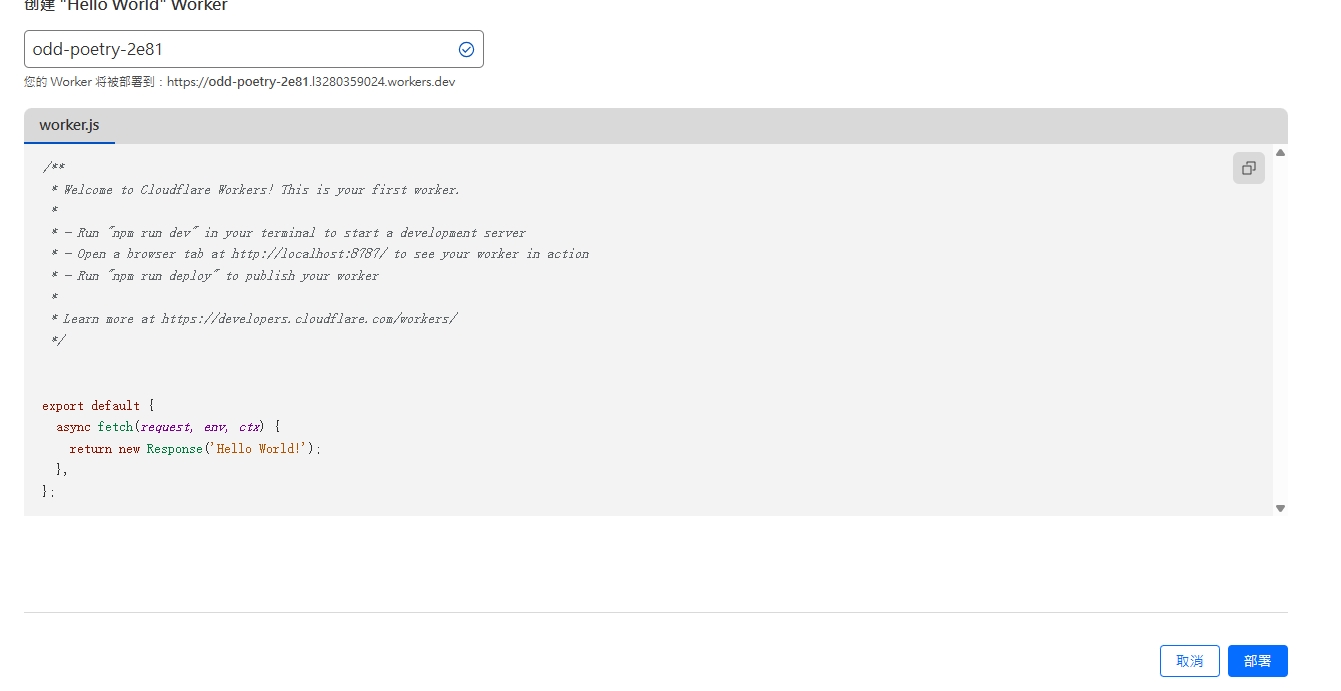 创建 "Hello World" Worker
odd-poetry-2e81
您的 Worker 将被部署到：https://odd-poetry-2e81.l3280359024.workers.dev
worker.js
/**
 * Welcome to Cloudflare Workers! This is your first worker.
 *
 * - Run "npm run dev" in your terminal to start a development server
 * - Open a browser tab at http://localhost:8787/ to see your worker in action
 * - Run "npm run deploy" to publish your worker
 *
 * Learn more at https://developers.cloudflare.com/workers/
 */
export default {
  async fetch(request, env, ctx) {
    return new Response('Hello World!');
  },
};
取消 部署